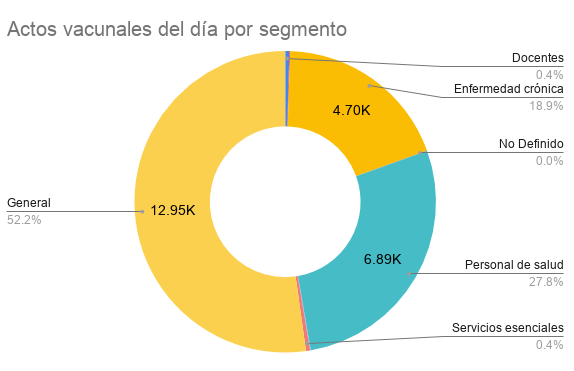 Actos vacunales del día por segmento
Docentes
0.4%
Enfermedad crónica
18.9%
4.70K
No Definido
0.0%
General
52.2%
12.95K
6.89K
Personal de salud
27.8%
Servicios esenciales
0.4%